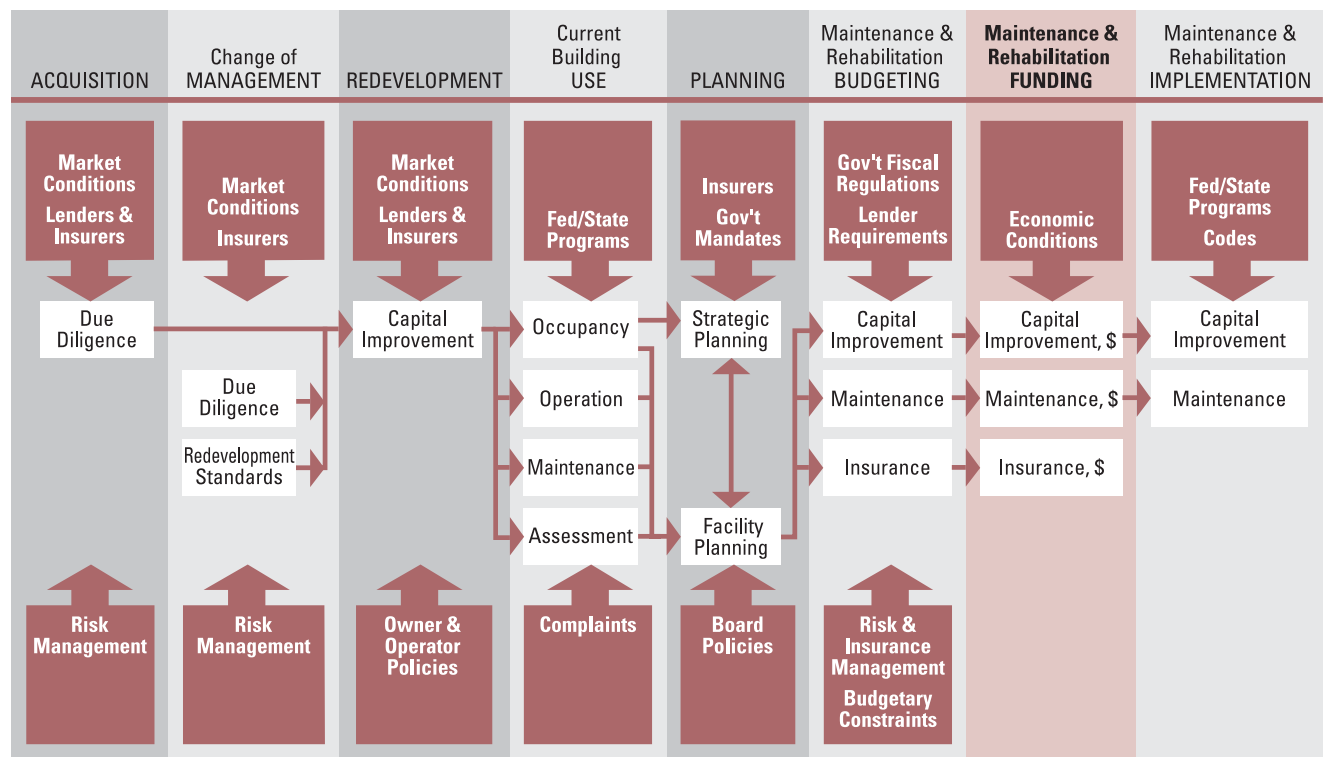 ACQUISITION
Change of
MANAGEMENT
REDEVELOPMENT
Current
Building
USE
PLANNING
Maintenance &
Rehabilitation
BUDGETING
Maintenance &
Rehabilitation
FUNDING
Maintenance &
Rehabilitation
IMPLEMENTATION
Market
Conditions
Lenders &
Insurers
Market
Conditions
Insurers
Market
Conditions
Lenders &
Insurers
Fed/State
Programs
Insurers
Gov't
Mandates
Gov't Fiscal
Regulations
Lender
Requirements
Economic
Conditions
Fed/State
Programs
Codes
Due
Diligence
Due
Diligence
Redevelopment
Standards
Capital
Improvement
Occupancy
Operation
Maintenance
Assessment
Strategic
Planning
Facility
Planning
Capital
Improvement
Maintenance
Insurance
Capital
Improvement, $
Maintenance, $
Insurance, $
Capital
Improvement
Maintenance
Risk
Management
Risk
Management
Owner &
Operator
Policies
Complaints
Board
Policies
Risk &
Insurance
Management
Budgetary
Constraints